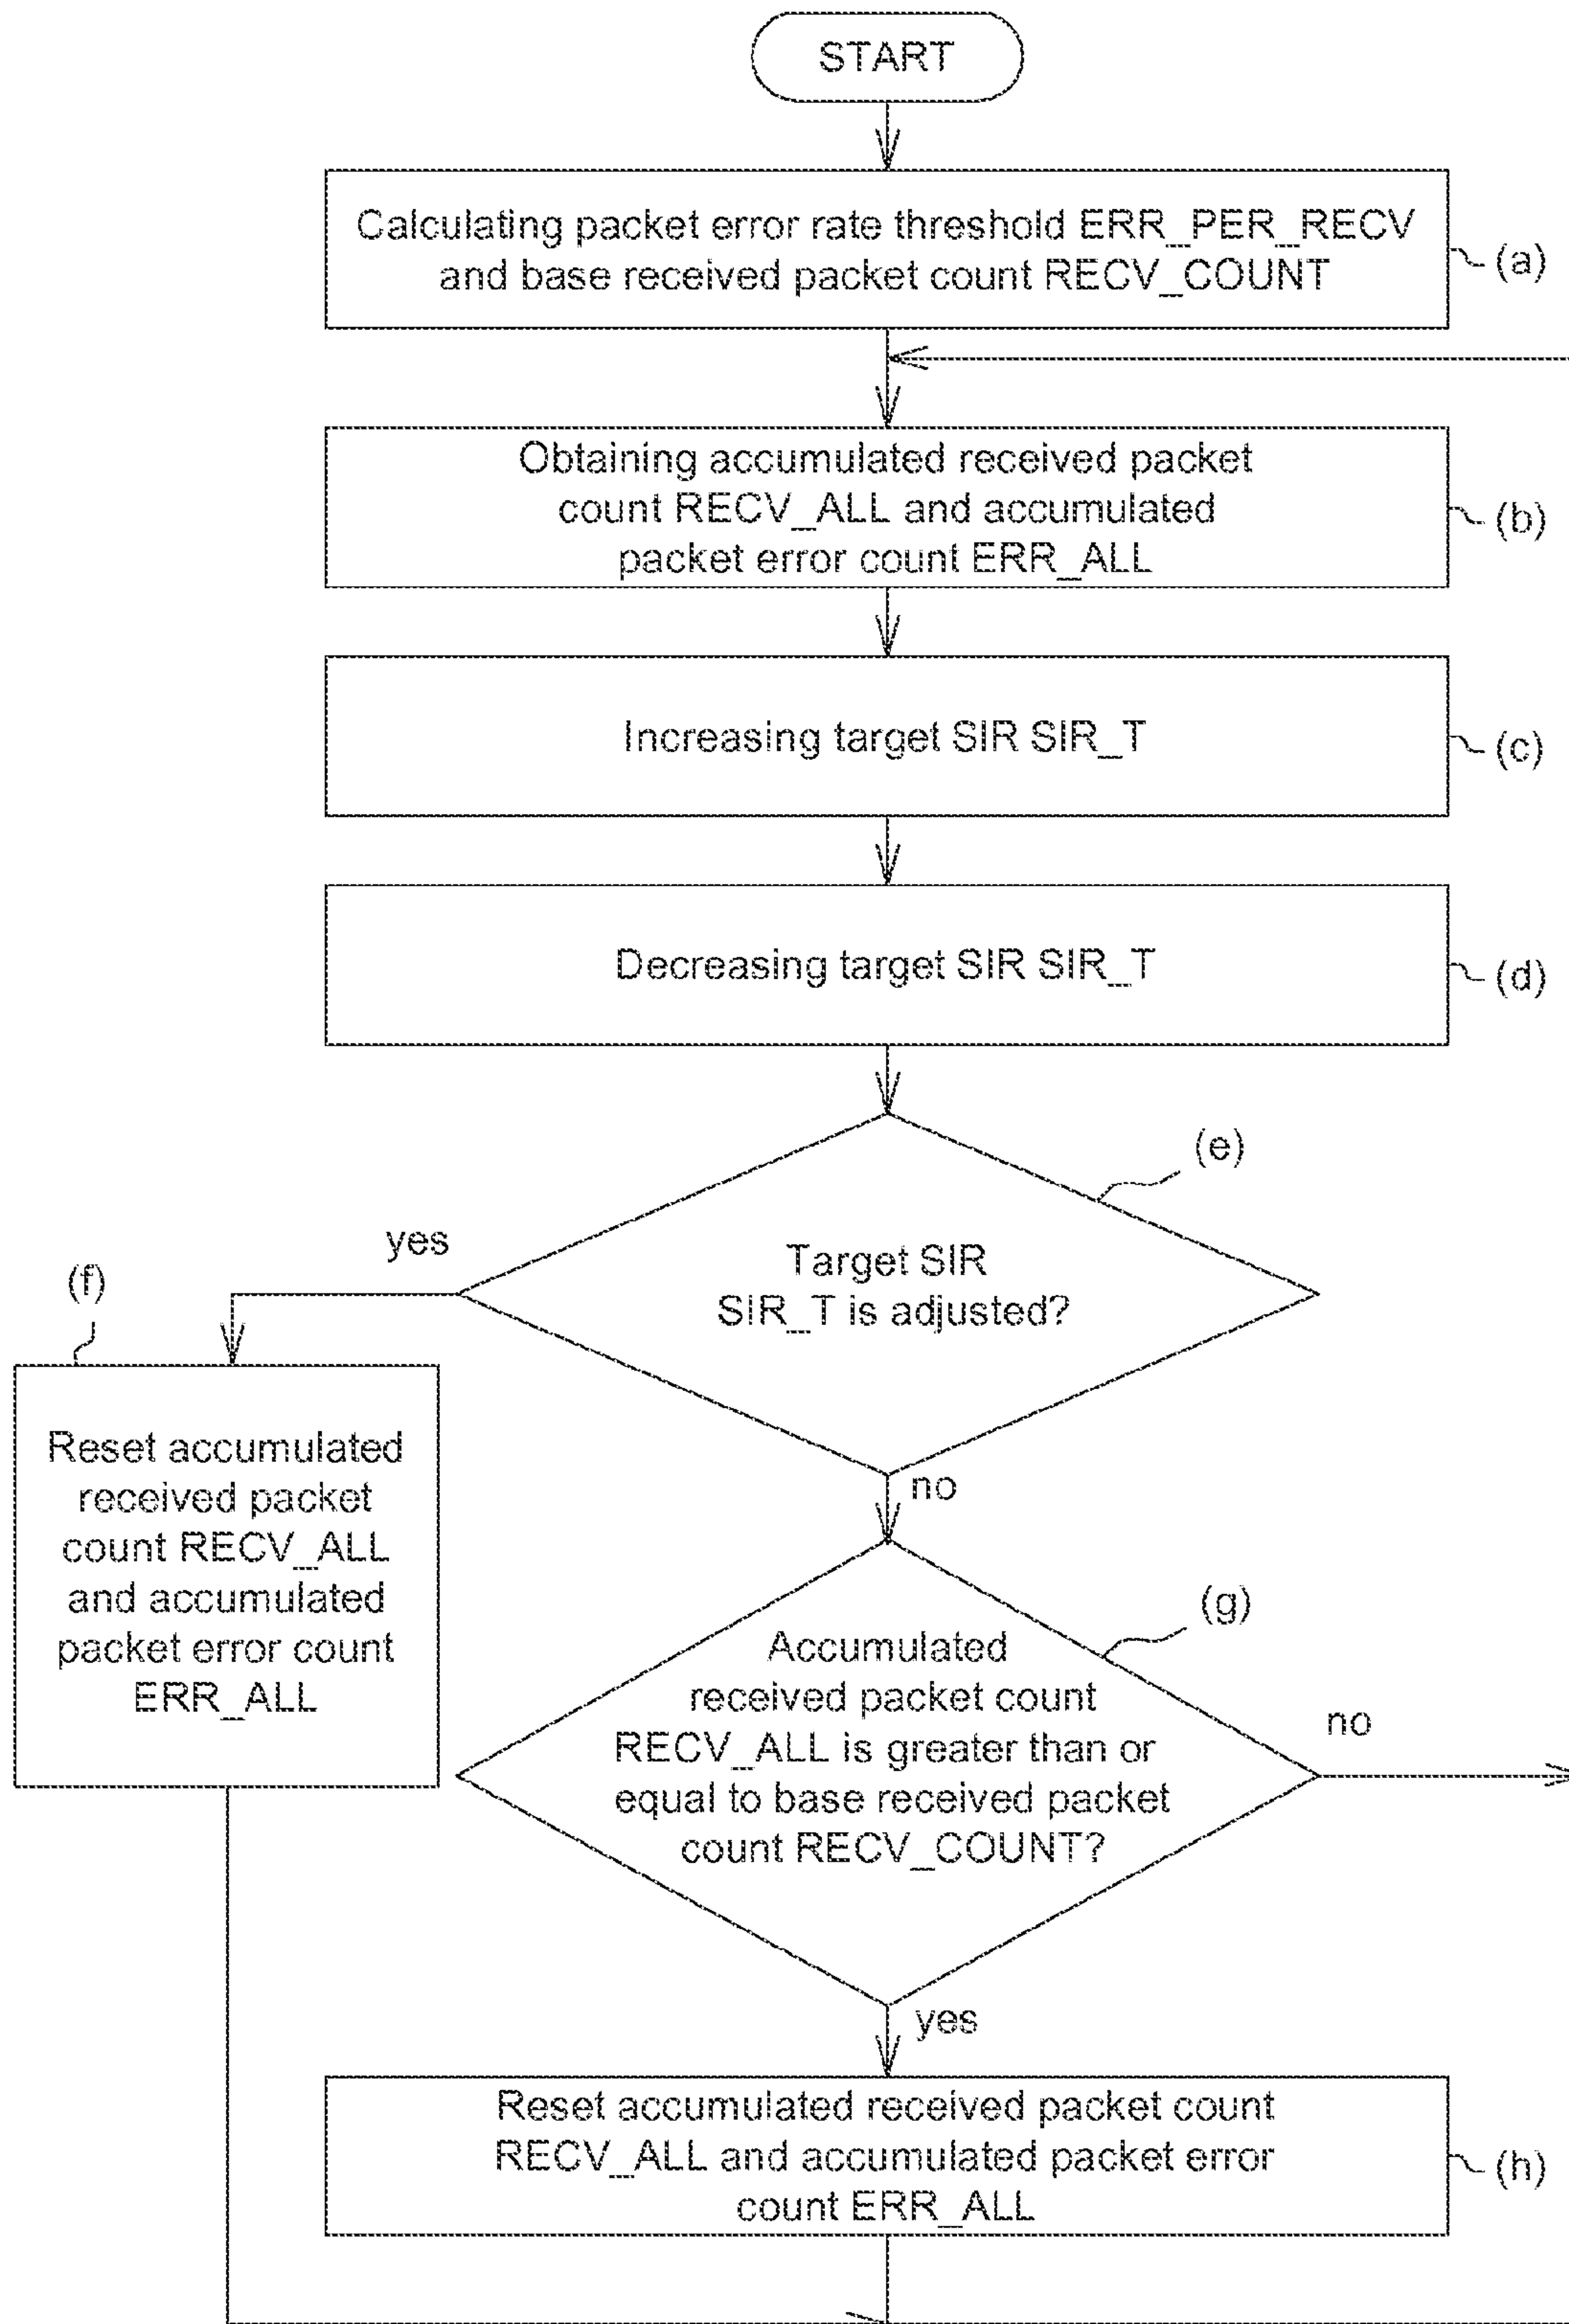 START
Calculating packet error rate threshold ERR_PER_RECV
and base received packet count RECV_COUNT
(a)
Obtaining accumulated received packet
count RECV_ALL and accumulated
packet error count ERR_ALL
(b)
Increasing target SIR SIR_T
(c)
Decreasing target SIR SIR_T
(d)
(e)
Target SIR
SIR_T is adjusted?
yes
(f)
Reset accumulated
received packet
count RECV_ALL
and accumulated
packet error count
ERR_ALL
no
(g)
Accumulated
received packet count
RECV_ALL is greater than or
equal to base received packet
count RECV_COUNT?
no
yes
Reset accumulated received packet count
RECV_ALL and accumulated packet error
count ERR_ALL
(h)